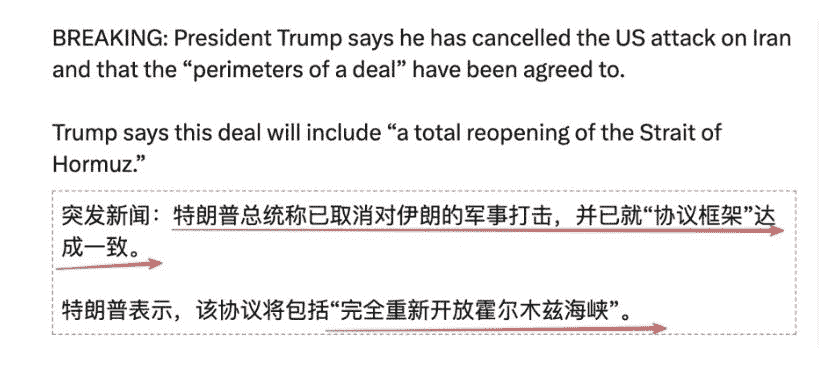 BREAKING: President Trump says he has cancelled the US attack on Iran
and that the “perimeters of a deal” have been agreed to.
Trump says this deal will include “a total reopening of the Strait of
Hormuz.”
突发新闻：特朗普总统称已取消对伊朗的军事打击，并已就“协议框架”达
成一致。
特朗普表示，该协议将包括“完全重新开放霍尔木兹海峡”。